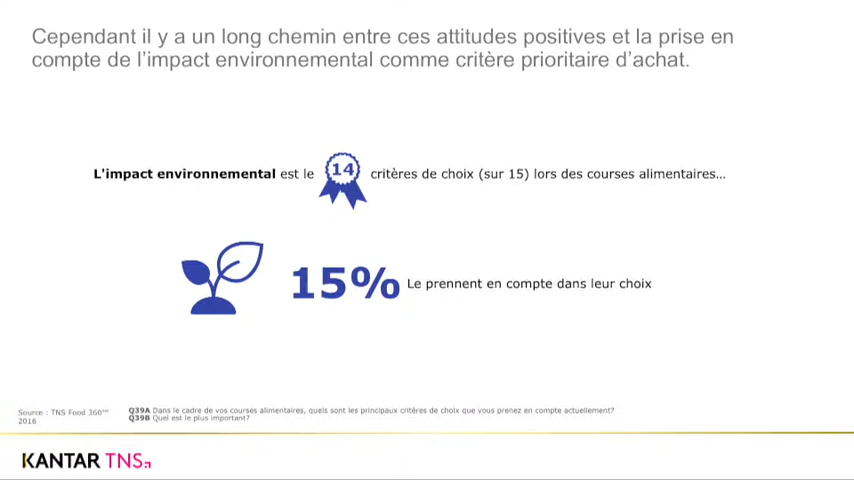 Cependant il y a un long chemin entre ces attitudes positives et la prise en
compte de l'impact environnemental comme critère prioritaire d'achat.
L'impact environnemental est le 14 critères de choix (sur 15) lors des courses alimentaires...
15% Le prennent en compte dans leur choix
Source : TNS Food 360™
2016
Q39A Dans le cadre de vos courses alimentaires, quels sont les principaux critères de choix que vous prenez en compte actuellement?
Q39B Quel est le plus important?
KANTAR TNS.